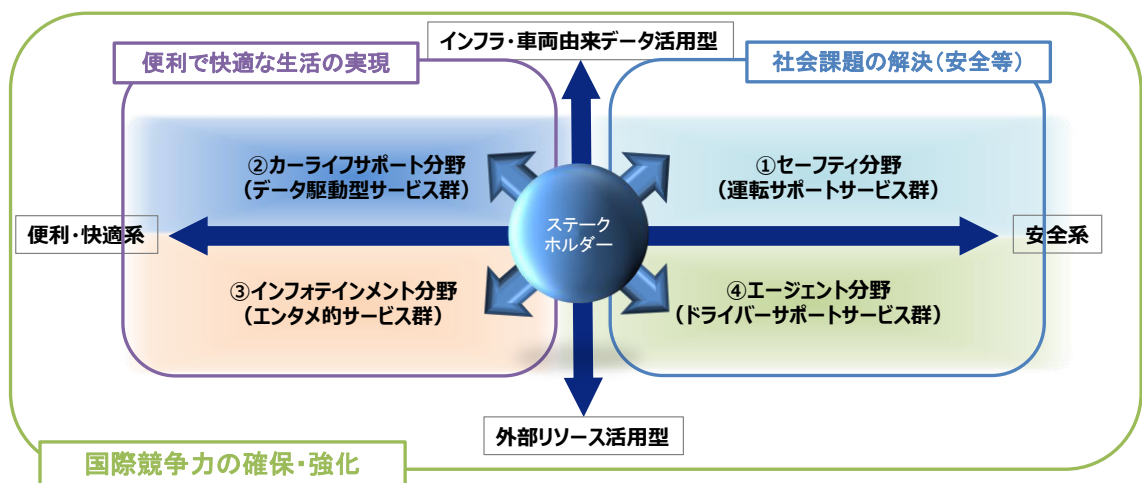 インフラ・車両由来データ活用型
便利で快適な生活の実現
社会課題の解決(安全等)
②カーライフサポート分野
(データ駆動型サービス群)
①セーフティ分野
(運転サポートサービス群)
便利・快適系
ステーク
ホルダー
安全系
③インフォテインメント分野
(エンタメ的サービス群)
④エージェント分野
(ドライバーサポートサービス群)
外部リソース活用型
国際競争力の確保・強化